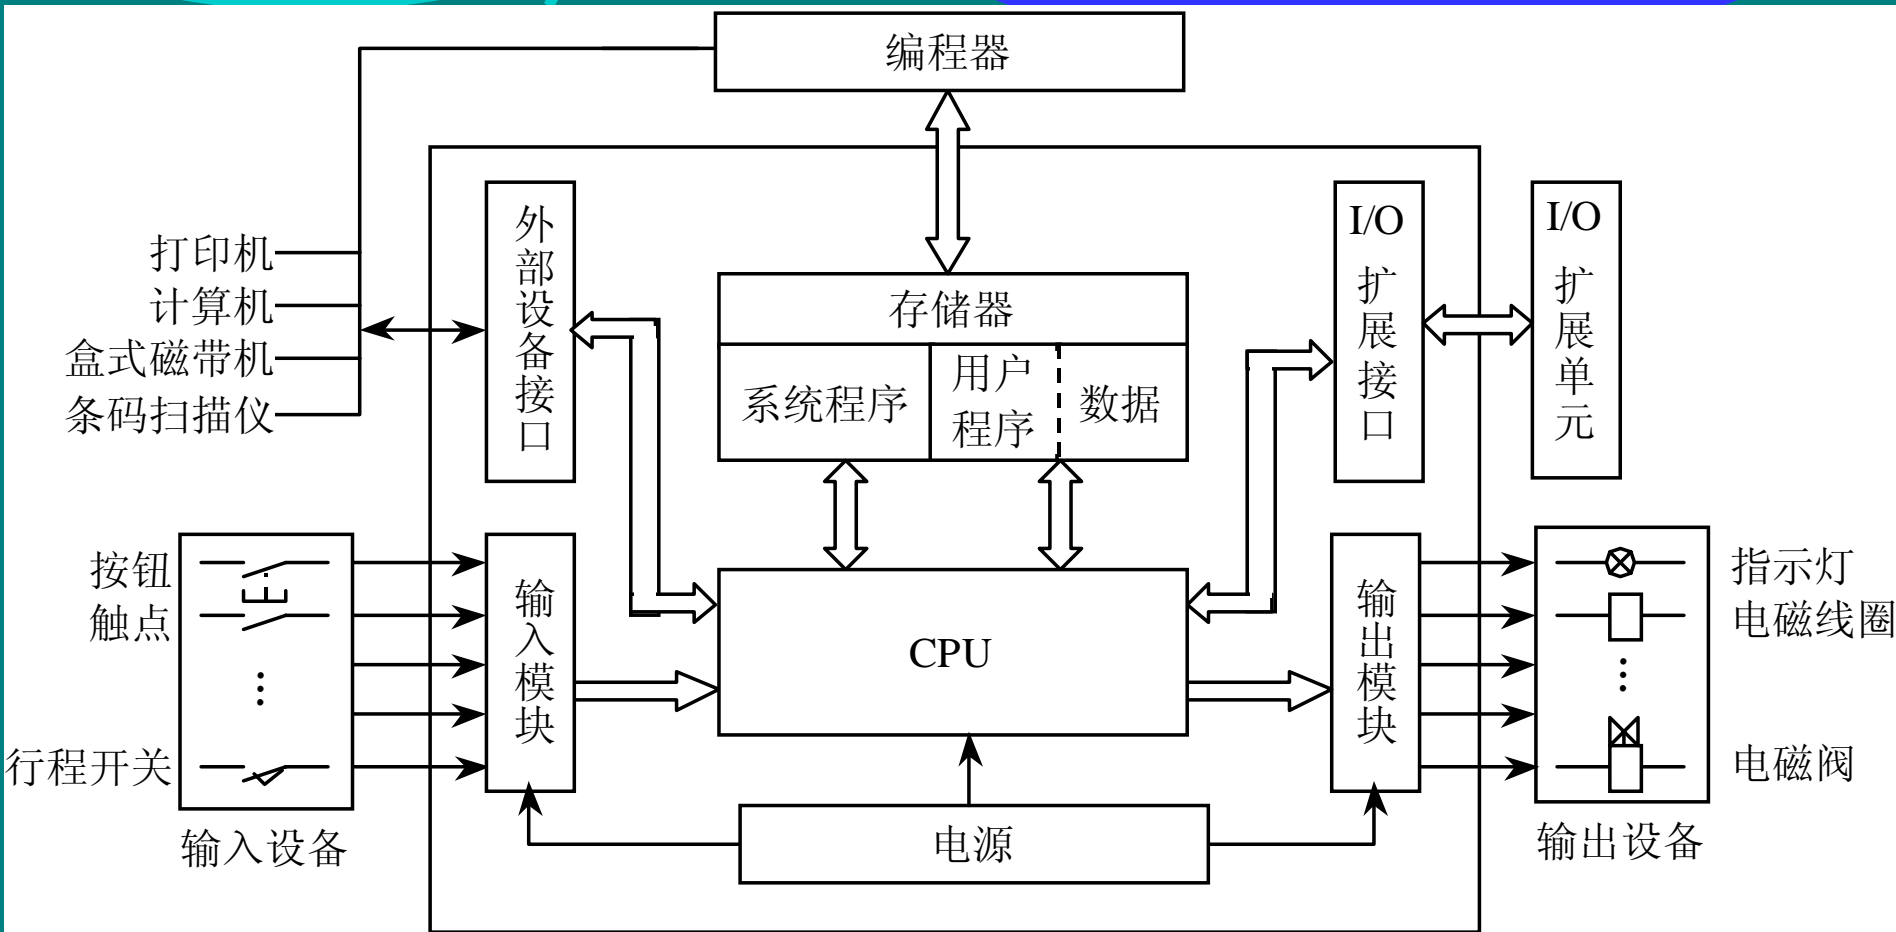 编程器
打印机
计算机
盒式磁带机
条码扫描仪
外部设备接口
存储器
系统程序
用户
程序
数据
I/O
扩展接口
I/O
扩展单元
按钮
触点
行程开关
输入设备
输入模块
CPU
输出模块
指示灯
电磁线圈
电磁阀
输出设备
电源